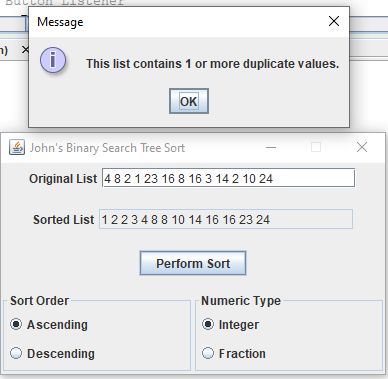 Button Listener
Message
This list contains 1 or more duplicate values.
OK
John's Binary Search Tree Sort
Original List 4 8 2 1 23 16 8 16 3 14 2 10 24
Sorted List 1 2 2 3 4 8 8 10 14 16 16 23 24
Perform Sort
Sort Order Numeric Type
Ascending Integer
Descending Fraction